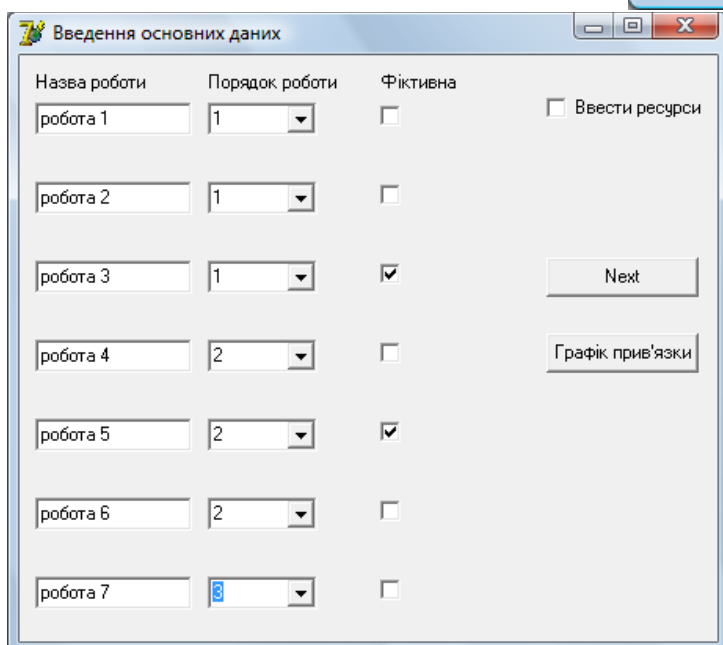 Введення основних даних
Назва роботи Порядок роботи Фіктивна
робота 1 1 Ввести ресурси
робота 2 1
робота 3 1 Next
робота 4 2 Графік прив'язки
робота 5 2
робота 6 2
робота 7 3